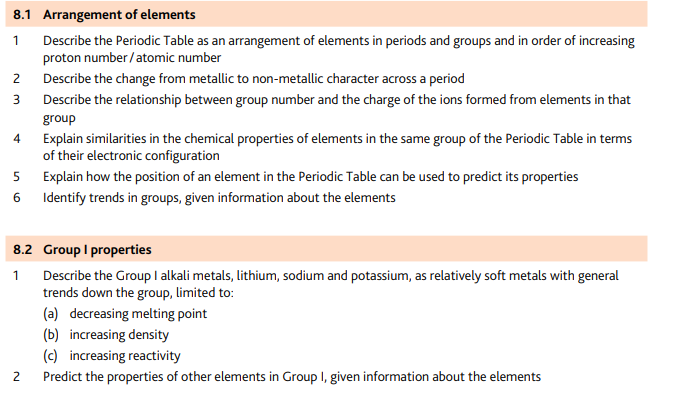 8.1 Arrangement of elements
1 Describe the Periodic Table as an arrangement of elements in periods and groups and in order of increasing
proton number / atomic number
2 Describe the change from metallic to non-metallic character across a period
3 Describe the relationship between group number and the charge of the ions formed from elements in that
group
4 Explain similarities in the chemical properties of elements in the same group of the Periodic Table in terms
of their electronic configuration
5 Explain how the position of an element in the Periodic Table can be used to predict its properties
6 Identify trends in groups, given information about the elements
8.2 Group I properties
1 Describe the Group I alkali metals, lithium, sodium and potassium, as relatively soft metals with general
trends down the group, limited to:
(a) decreasing melting point
(b) increasing density
(c) increasing reactivity
2 Predict the properties of other elements in Group I, given information about the elements